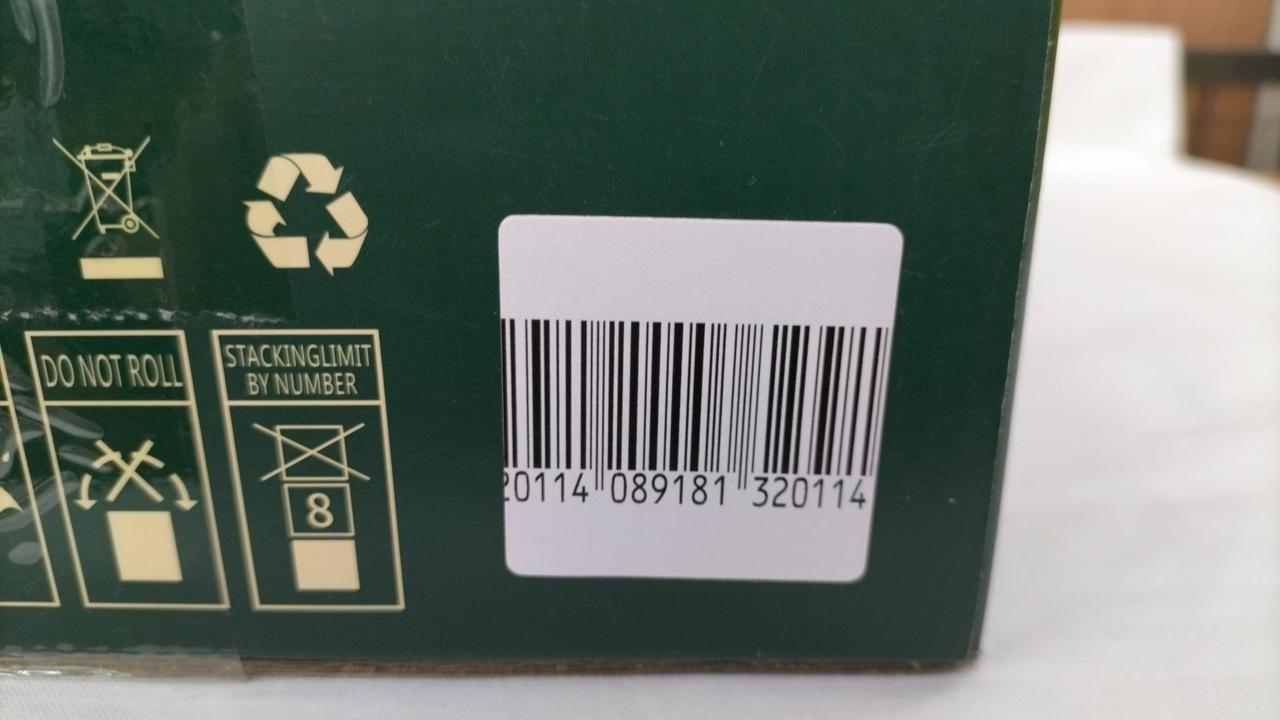 DO NOT ROLL
STACKINGLIMIT
BY NUMBER
8
20114 089181 320114